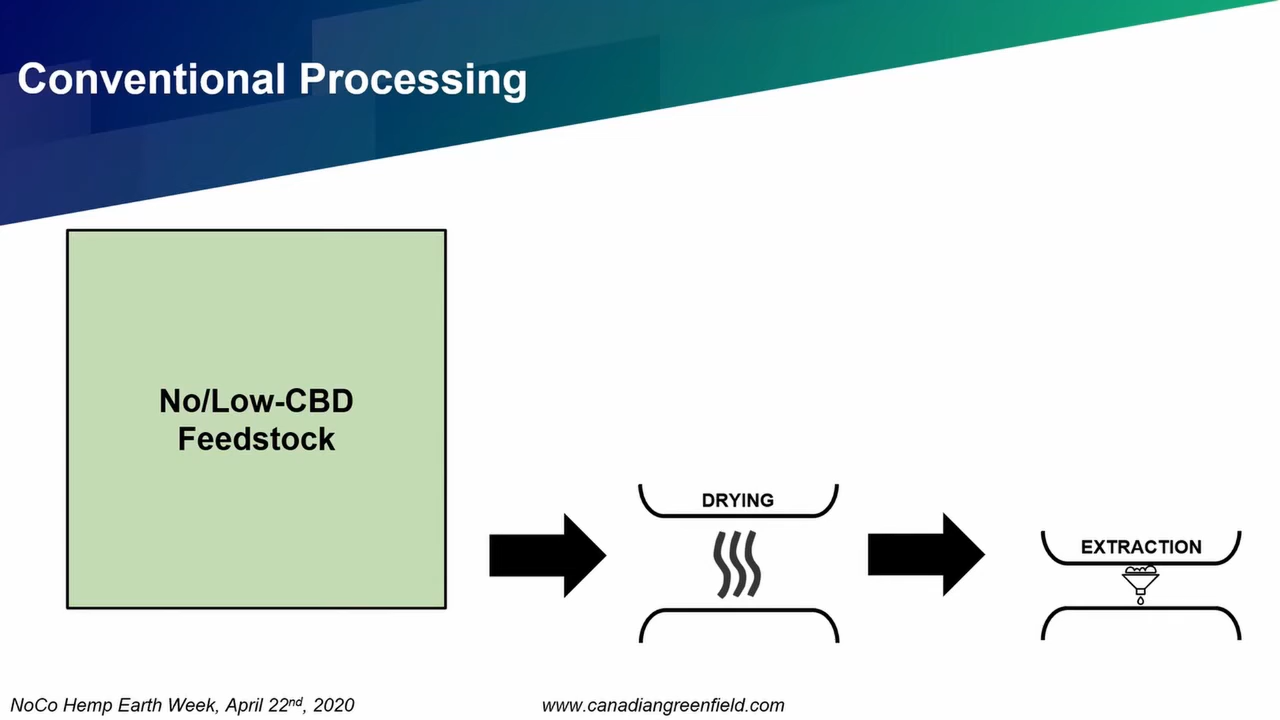 Conventional Processing
No/Low-CBD
Feedstock
DRYING
EXTRACTION
NoCo Hemp Earth Week, April 22nd, 2020
www.canadiangreenfield.com